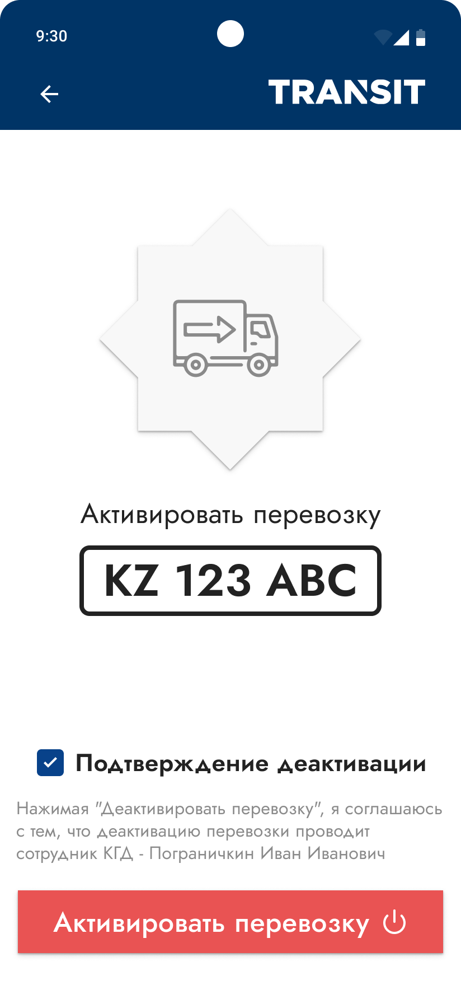 9:30
TRANSIT
Активировать перевозку
KZ 123 ABC
Подтверждение деактивации
Нажимая "Деактивировать перевозку", я соглашаюсь
с тем, что деактивацию перевозки проводит
сотрудник КГД - Пограничкин Иван Иванович
Активировать перевозку